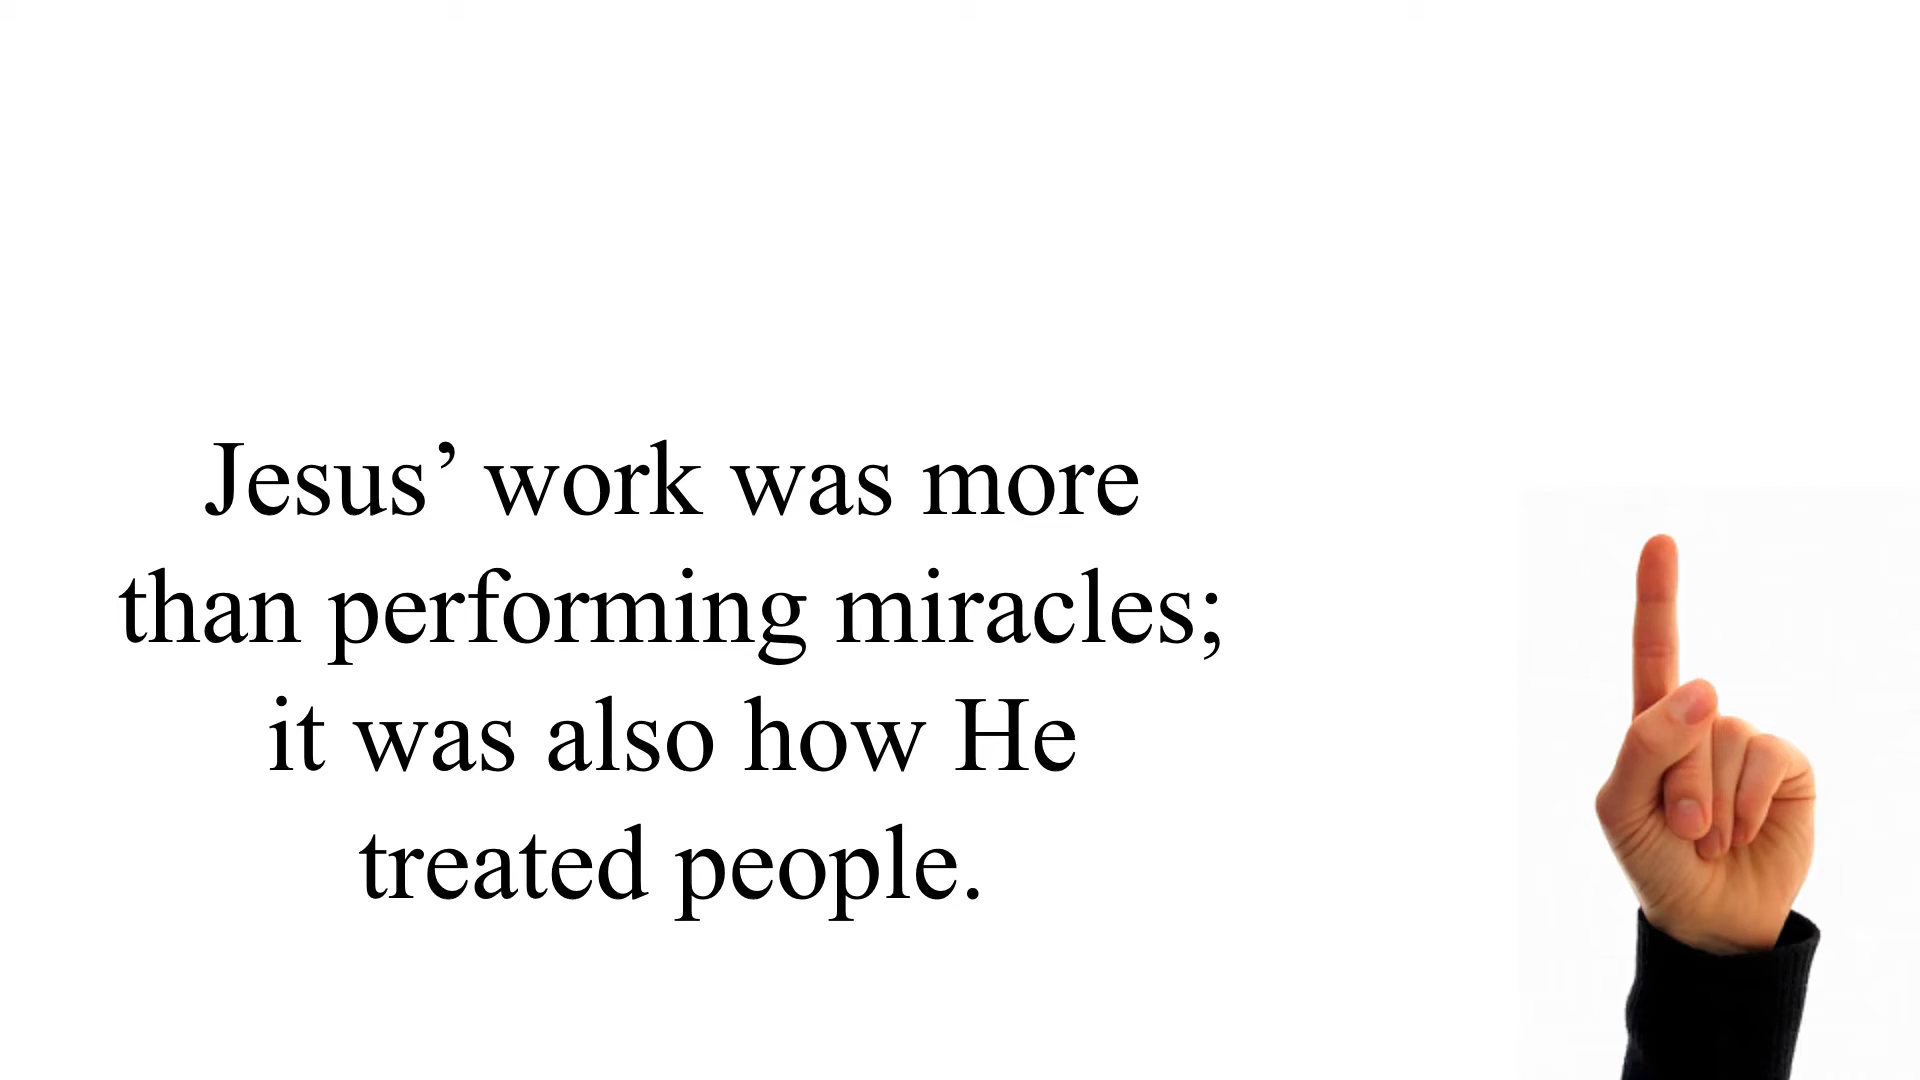 Jesus’ work was more
than performing miracles;
it was also how He
treated people.